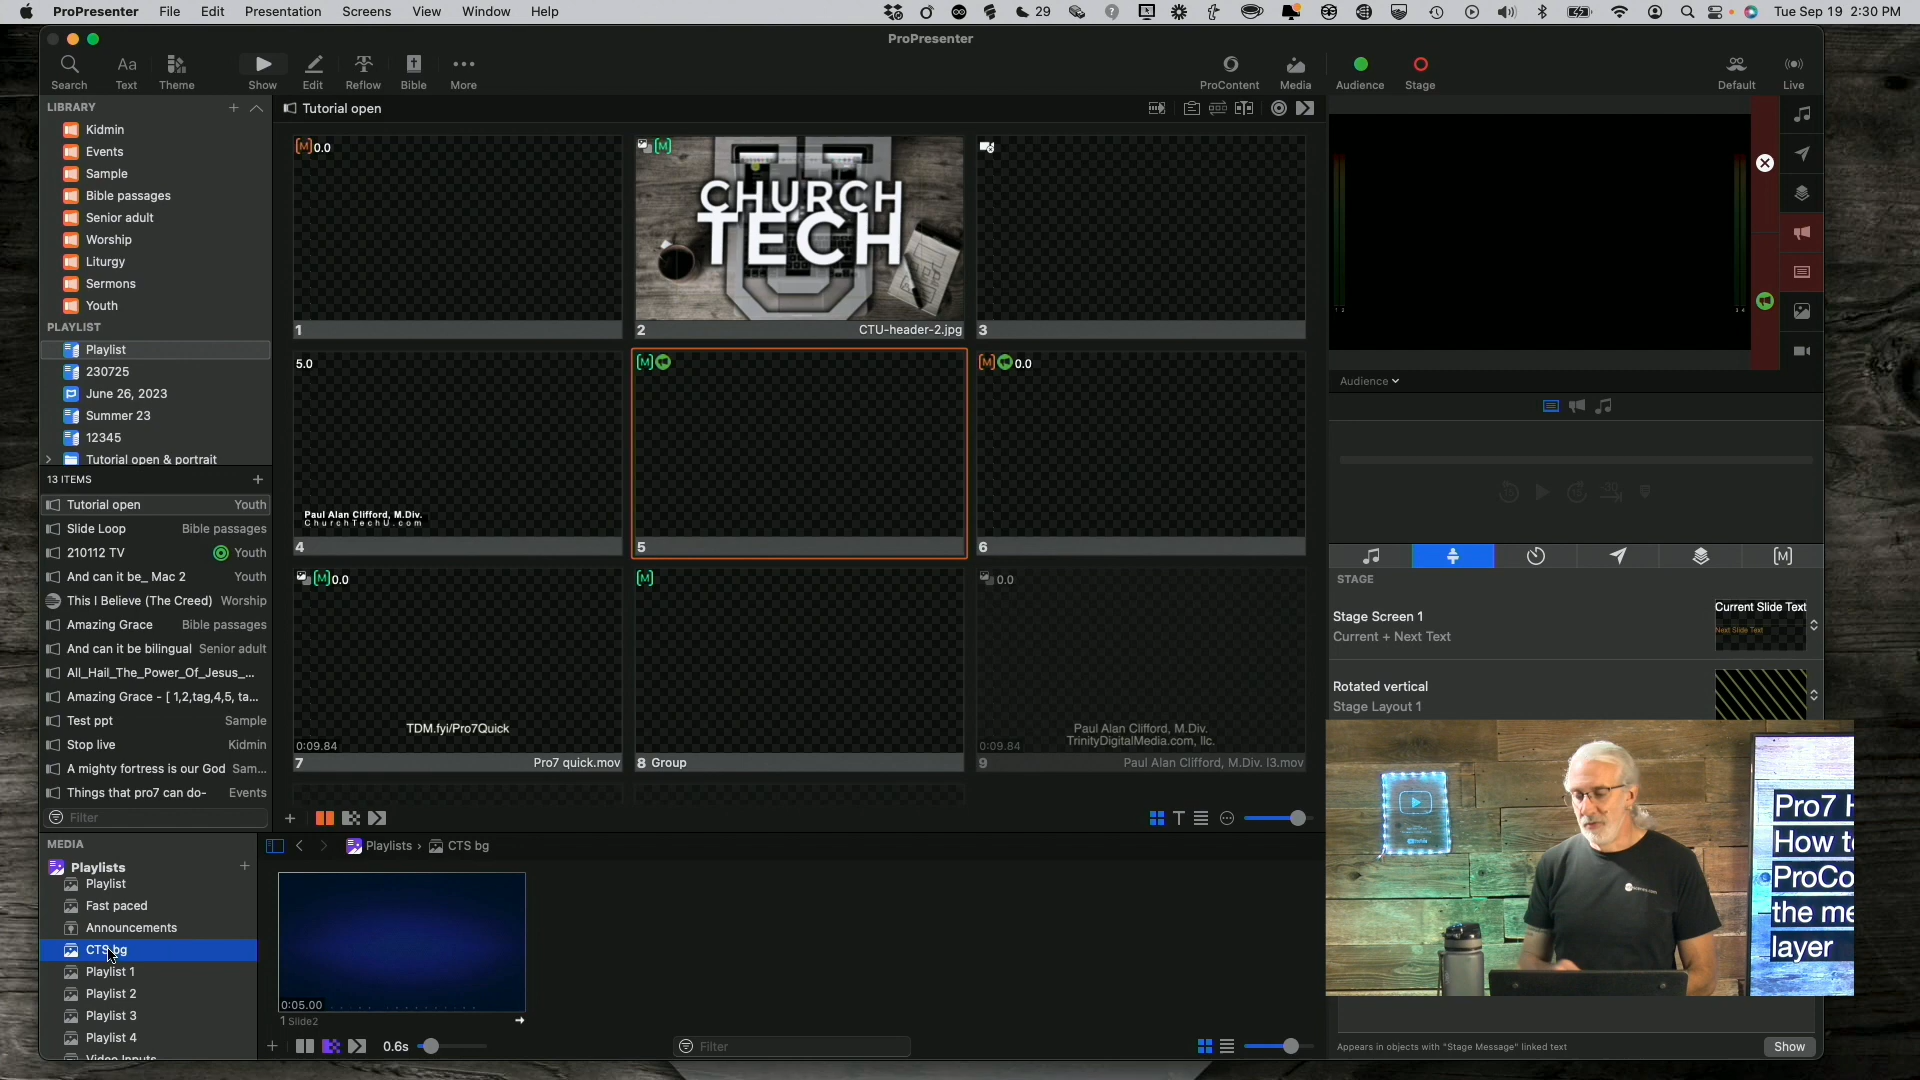 ProPresenter File Edit Presentation Screens View Window Help
29
Tue Sep 19 2:30 PM
ProPresenter
Search Text Theme Show Edit Reflow Bible More
ProContent Media Audience Stage Default Live
LIBRARY
Kidmin
Events
Sample
Bible passages
Senior adult
Worship
Liturgy
Sermons
Youth
PLAYLIST
Playlist
230725
June 26, 2023
Summer 23
12345
Tutorial open & portrait
13 ITEMS
Tutorial open Youth
Slide Loop Bible passages
210112 TV Youth
And can it be_ Mac 2 Youth
This I Believe (The Creed) Worship
Amazing Grace Bible passages
And can it be bilingual Senior adult
All_Hail_The_Power_Of_Jesus_...
Amazing Grace - [ 1,2,tag,4,5, ta...
Test ppt Sample
Stop live Kidmin
A mighty fortress is our God Sam...
Things that pro7 can do- Events
Filter
Tutorial open
[M] 0.0
1
[M]
CHURCH
TECH
2 CTU-header-2.jpg
3
5.0
Paul Alan Clifford, M.Div.
ChurchTechU.com
4
[M]
5
[M] 0.0
6
[M] 0.0
TDM.fyi/Pro7Quick
0:09.84
7 Pro7 quick.mov
[M]
8 Group
0.0
Paul Alan Clifford, M.Div.
TrinityDigitalMedia.com, llc.
0:09.84
9 Paul Alan Clifford, M.Div. l3.mov
MEDIA
Playlists
Playlist
Fast paced
Announcements
CTS bg
Playlist 1
Playlist 2
Playlist 3
Playlist 4
Video Inputs
Playlists › CTS bg
0:05.00
1 Slide2
0.6s
Filter
Audience
[M]
STAGE
Stage Screen 1
Current + Next Text
Current Slide Text
Next Slide Text
Rotated vertical
Stage Layout 1
Pro7
How to
ProCo
the me
layer
Appears in objects with "Stage Message" linked text
Show